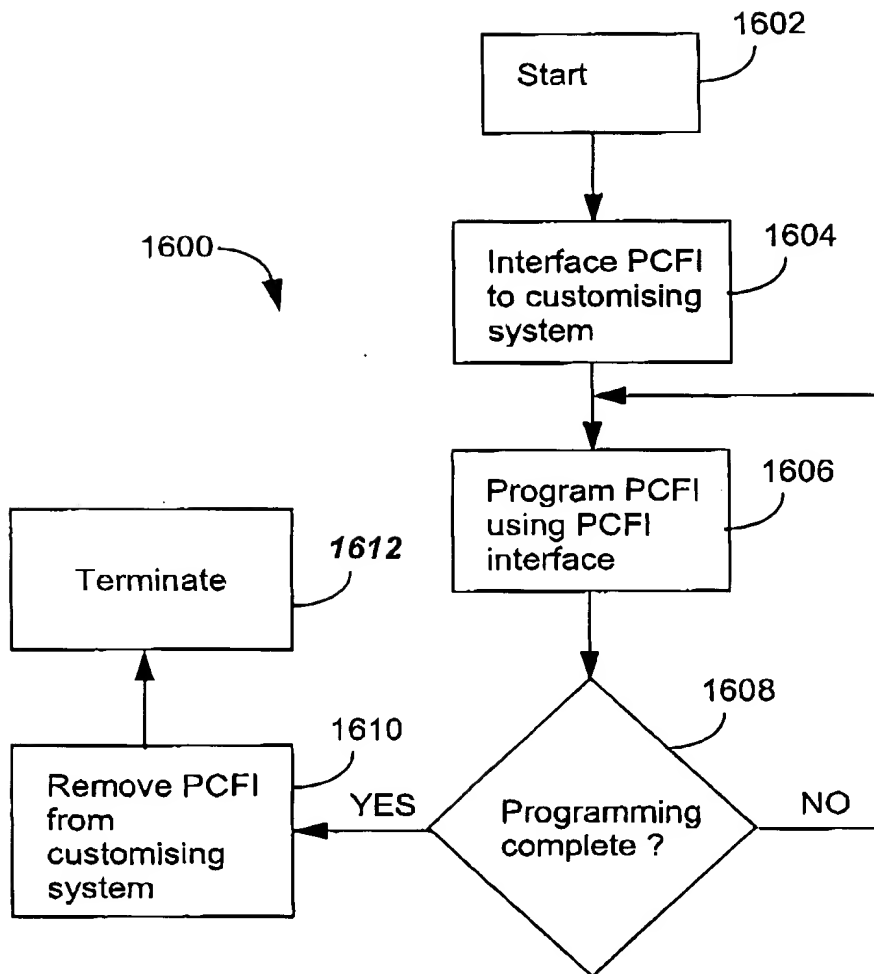 1602
Start
1600
1604
Interface PCFI
to customising
system
1606
Program PCFI
using PCFI
interface
1612
Terminate
1608
Programming
complete ?
NO
YES
1610
Remove PCFI
from
customising
system